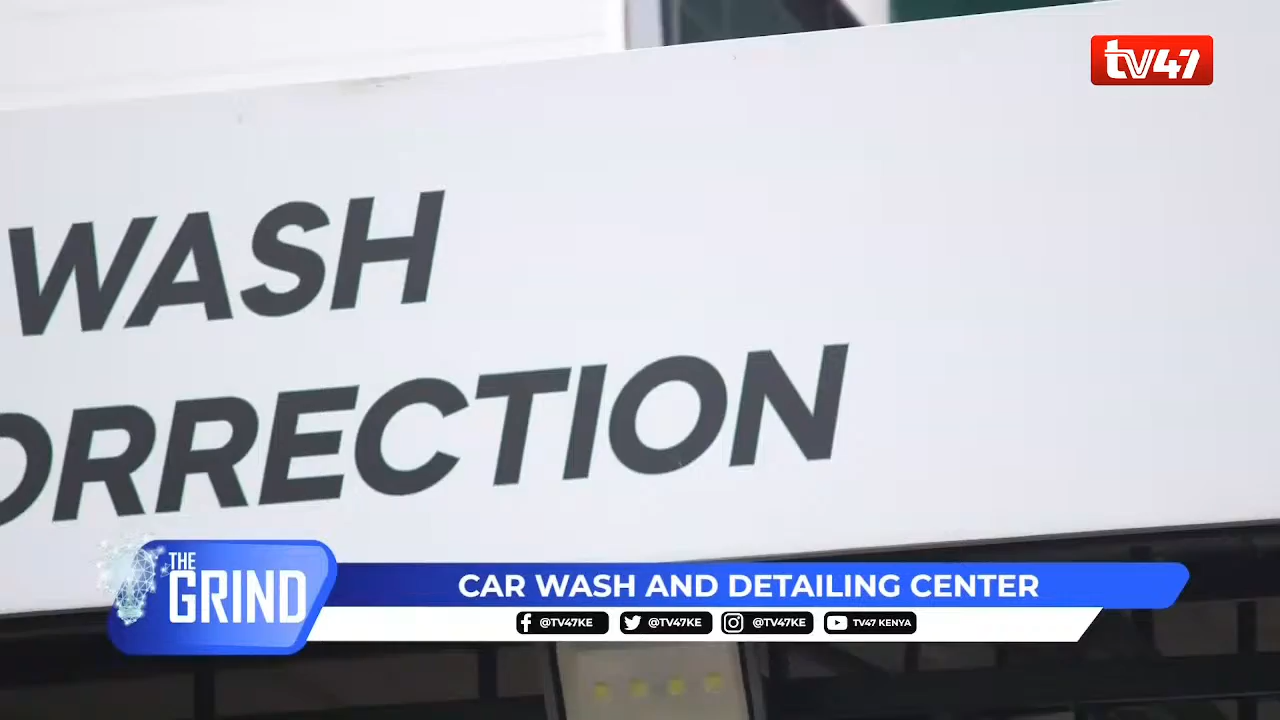 tv47
WASH
ORRECTION
THE
GRIND
CAR WASH AND DETAILING CENTER
@TV47KE @TV47KE @TV47KE TV47 KENYA